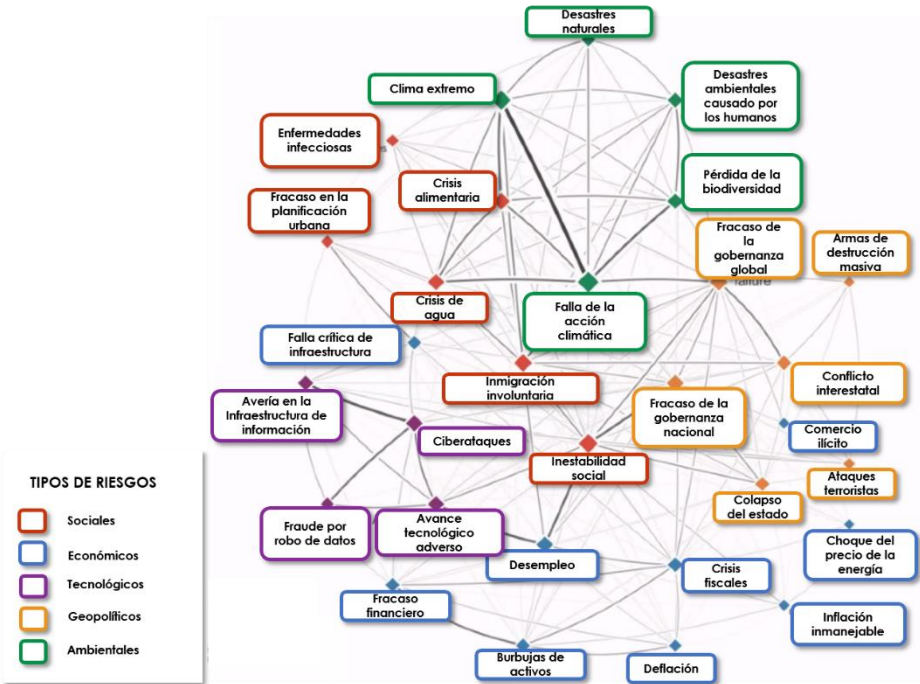 Desastres
naturales
Clima extremo
Desastres
ambientales
causado por
los humanos
Enfermedades
infecciosas
Crisis
alimentaria
Pérdida de la
biodiversidad
Fracaso en la
planificación
urbana
Fracaso de
la
gobernanza
global
failure
Armas de
destrucción
masiva
Crisis de
agua
Falla de la
acción
climática
Falla crítica de
infraestructura
Inmigración
involuntaria
Conflicto
interestatal
Avería en la
Infraestructura de
información
Fracaso de la
gobernanza
nacional
Ciberataques
Comercio
ilícito
Inestabilidad
social
Ataques
terroristas
Colapso
del estado
Fraude por
robo de datos
Avance
tecnológico
adverso
Choque del
precio de la
energía
Desempleo
Crisis
fiscales
Fracaso
financiero
Inflación
inmanejable
Burbujas de
activos
Deflación
TIPOS DE RIESGOS
Sociales
Económicos
Tecnológicos
Geopolíticos
Ambientales